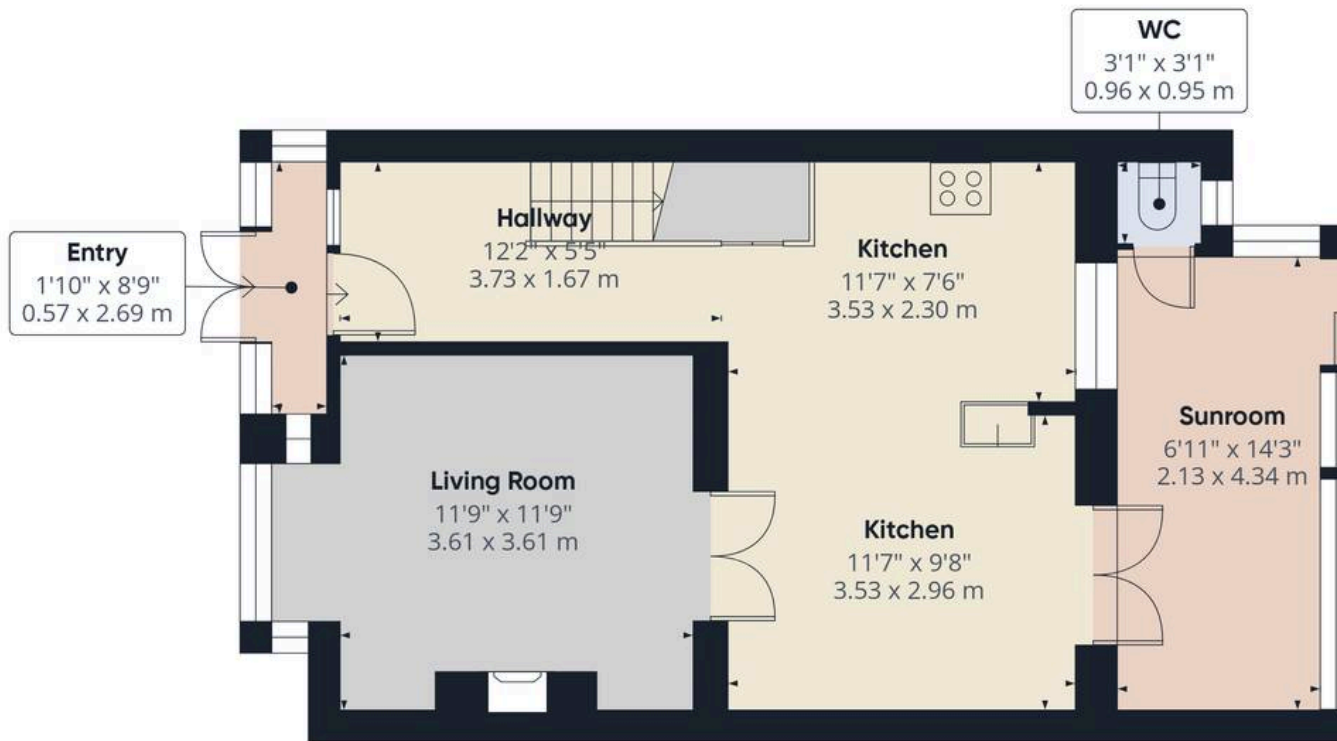 WC
3'1" x 3'1"
0.96 x 0.95 m
Entry
1'10" x 8'9"
0.57 x 2.69 m
Hallway
12'2" x 5'5"
3.73 x 1.67 m
Kitchen
11'7" x 7'6"
3.53 x 2.30 m
Sunroom
6'11" x 14'3"
2.13 x 4.34 m
Living Room
11'9" x 11'9"
3.61 x 3.61 m
Kitchen
11'7" x 9'8"
3.53 x 2.96 m